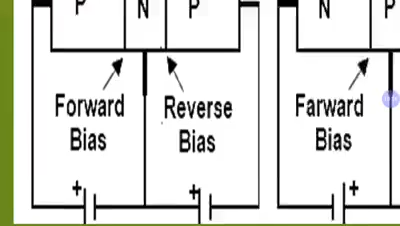 P N P N P
Forward Reverse Farward
Bias Bias Bias
+ + +